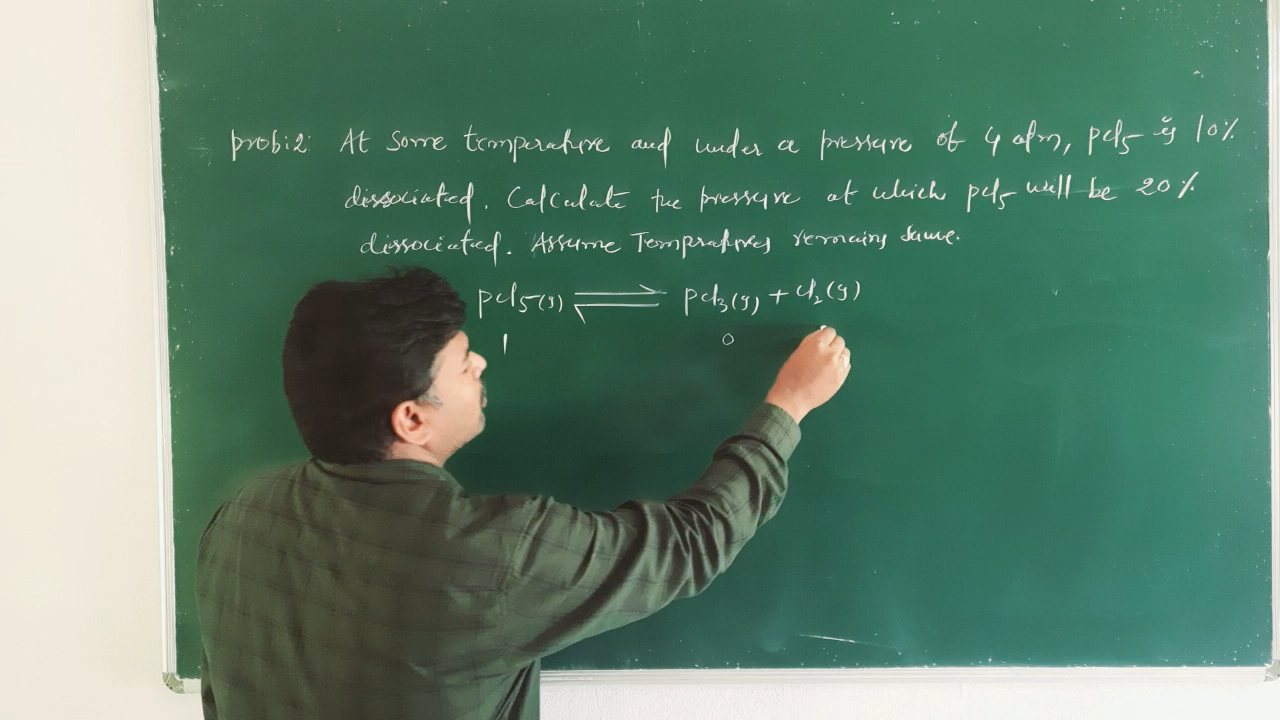 prob:2: At some temperature and under a pressure of 4 atm, pcl5 is 10%
dissociated. Calculate the pressure at which pcl5 will be 20%
dissociated. Assume Tempratures remains same.
pcl5(g) ⇌ pcl3(g) + cl2(g)
1 0